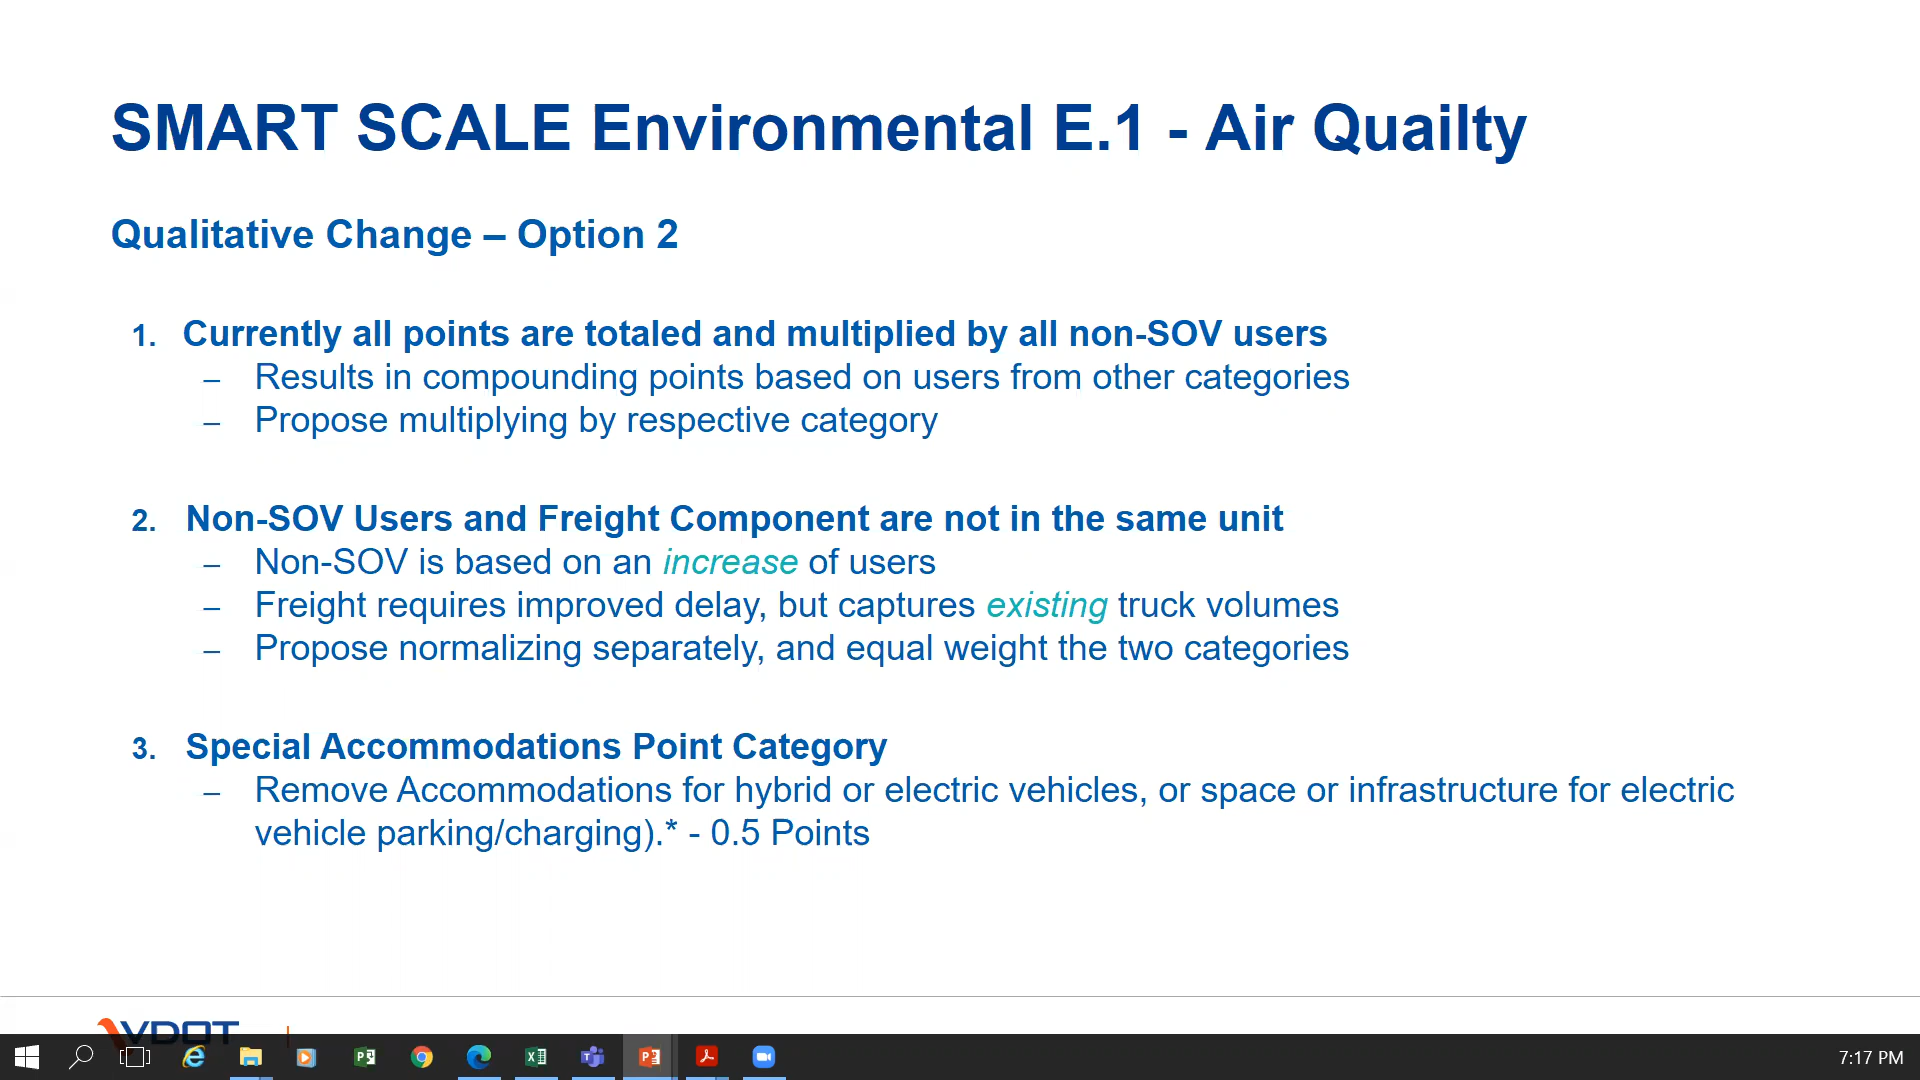 SMART SCALE Environmental E.1 - Air Quailty
Qualitative Change – Option 2
1. Currently all points are totaled and multiplied by all non-SOV users
– Results in compounding points based on users from other categories
– Propose multiplying by respective category
2. Non-SOV Users and Freight Component are not in the same unit
– Non-SOV is based on an increase of users
– Freight requires improved delay, but captures existing truck volumes
– Propose normalizing separately, and equal weight the two categories
3. Special Accommodations Point Category
– Remove Accommodations for hybrid or electric vehicles, or space or infrastructure for electric
vehicle parking/charging).* - 0.5 Points
VDOT
7:17 PM